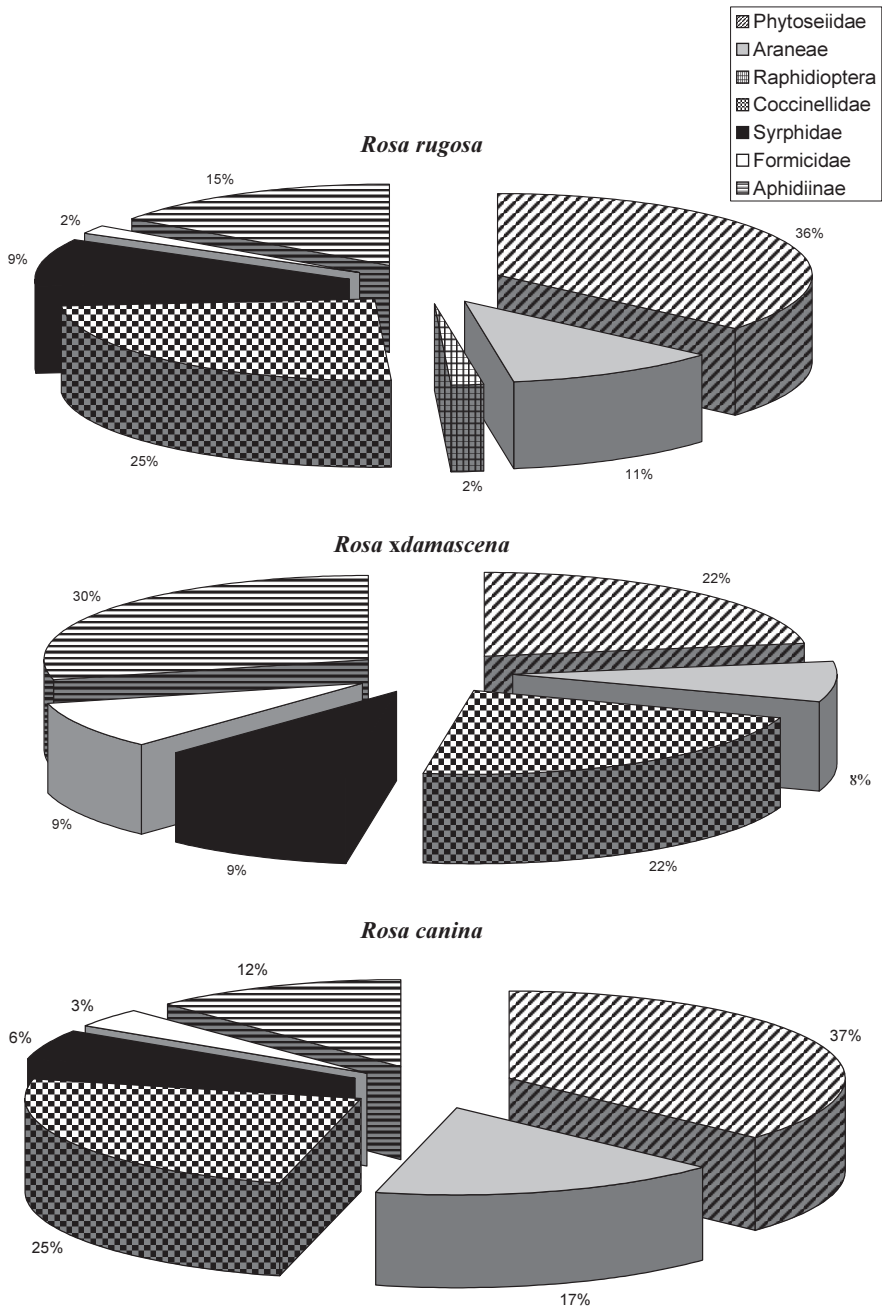 Phytoseiidae
Araneae
Raphidioptera
Coccinellidae
Syrphidae
Formicidae
Aphidiinae
Rosa rugosa
15%
2%
36%
9%
25%
2%
11%
Rosa xdamascena
30%
22%
8%
9%
9%
22%
Rosa canina
12%
3%
37%
6%
25%
17%